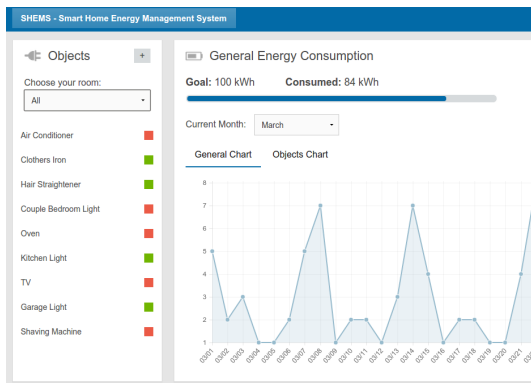 SHEMS - Smart Home Energy Management System
Objects
+
Choose your room:
All
Air Conditioner
Clothers Iron
Hair Straightener
Couple Bedroom Light
Oven
Kitchen Light
TV
Garage Light
Shaving Machine
General Energy Consumption
Goal: 100 kWh Consumed: 84 kWh
Current Month: March
General Chart Objects Chart
8
7
6
5
4
3
2
1
03/01 03/02 03/03 03/04 03/05 03/06 03/07 03/08 03/09 03/10 03/11 03/12 03/13 03/14 03/15 03/16 03/17 03/18 03/19 03/20 03/21